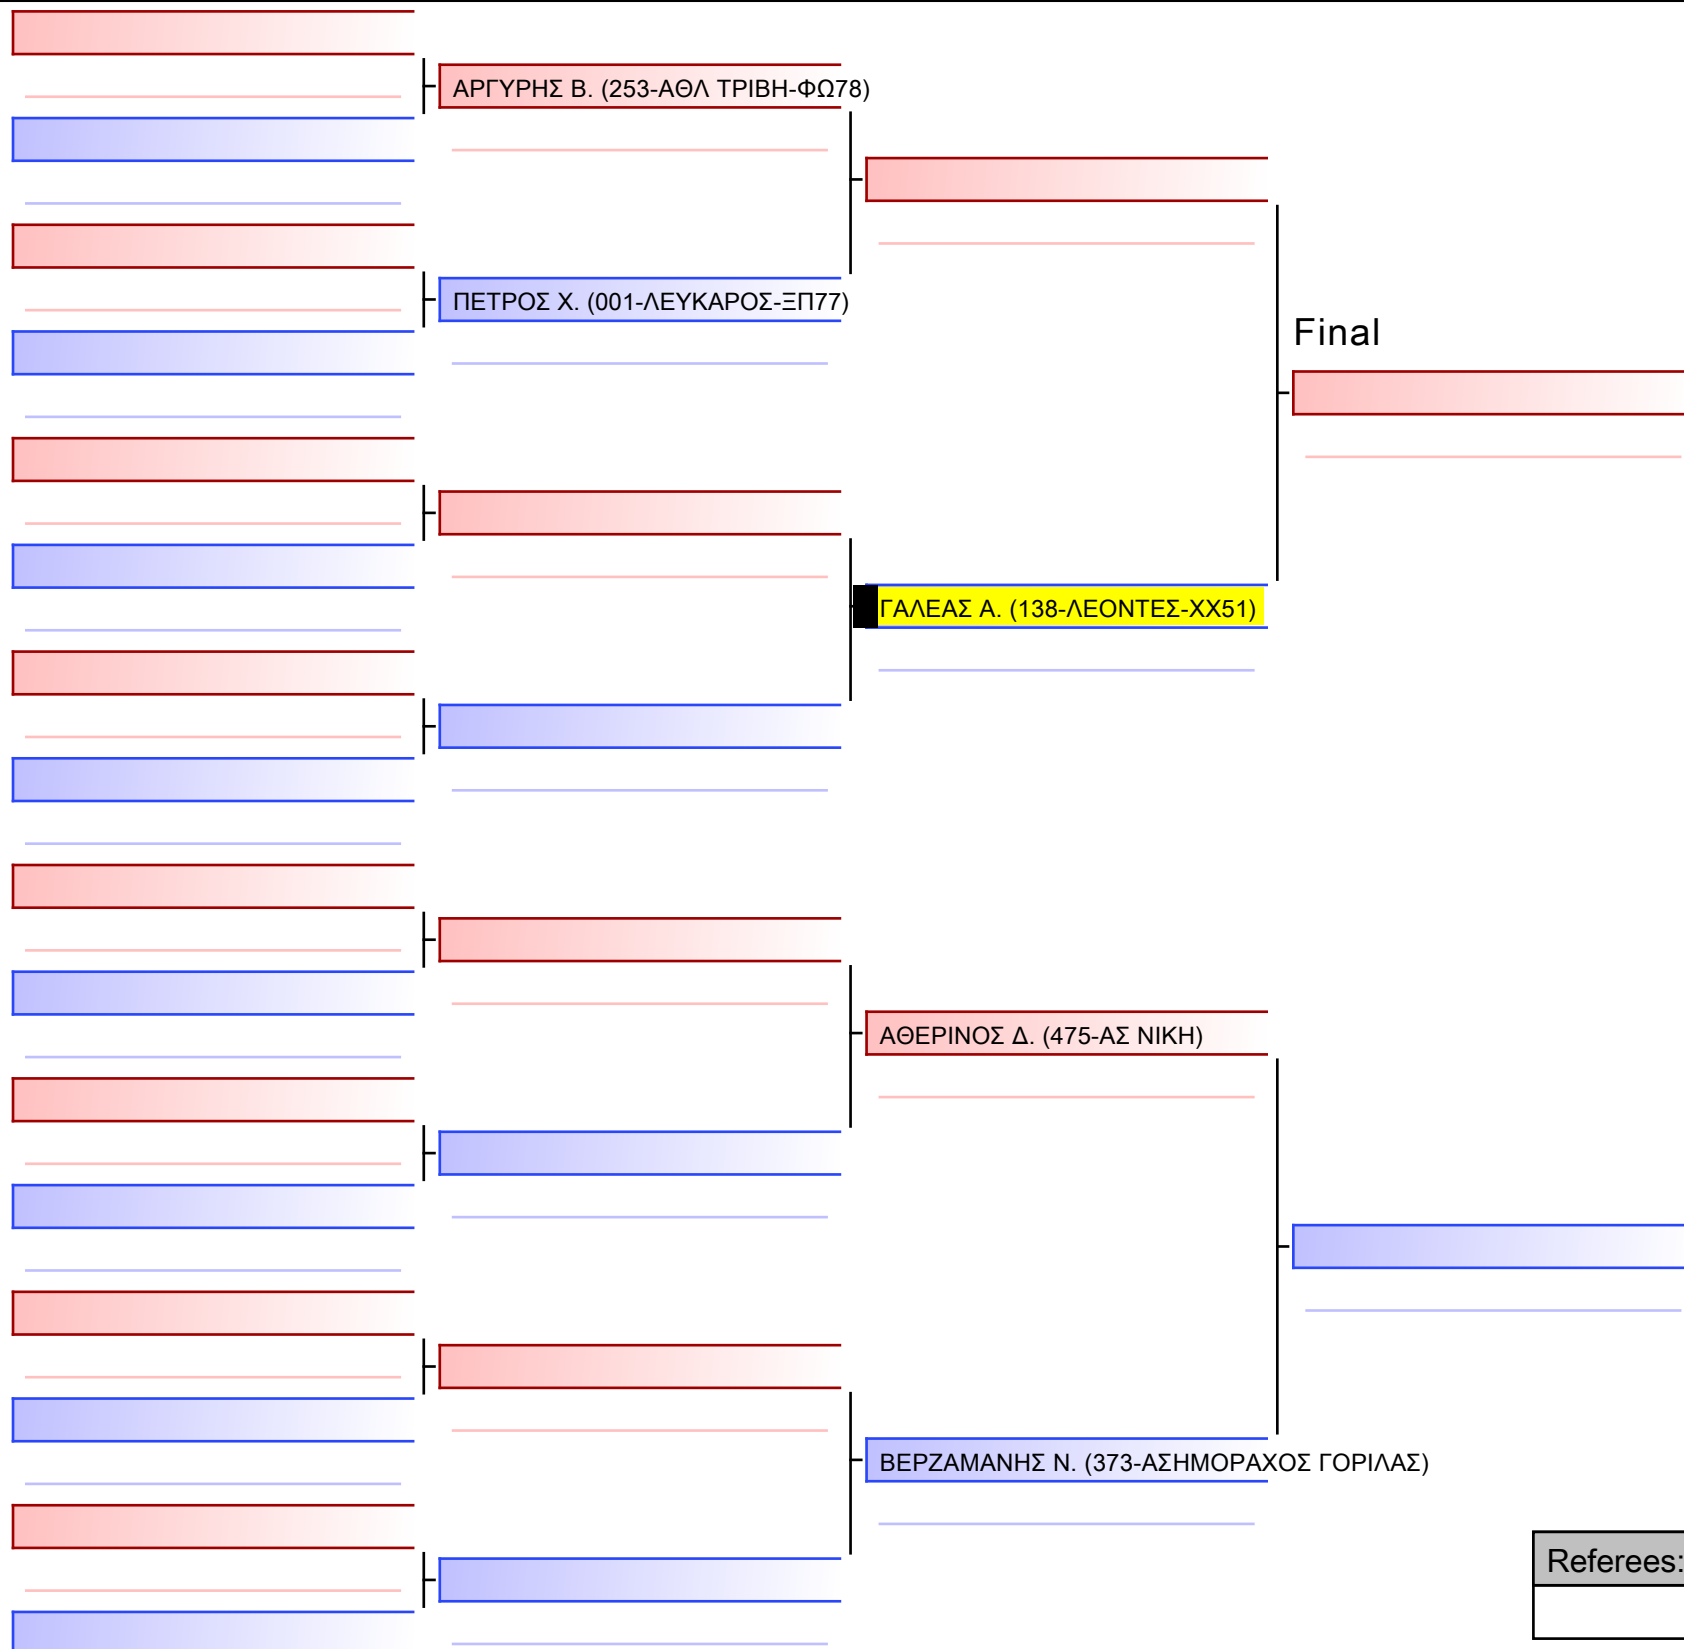 ΑΡΓΥΡΗΣ Β. (253-ΑΘΛ ΤΡΙΒΗ-ΦΩ78)
ΠΕΤΡΟΣ Χ. (001-ΛΕΥΚΑΡΟΣ-ΞΠ77)
Final
ΓΑΛΕΑΣ Α. (138-ΛΕΟΝΤΕΣ-ΧΧ51)
ΑΘΕΡΙΝΟΣ Δ. (475-ΑΣ ΝΙΚΗ)
ΒΕΡΖΑΜΑΝΗΣ Ν. (373-ΑΣΗΜΟΡΑΧΟΣ ΓΟΡΙΛΑΣ)
Referees: